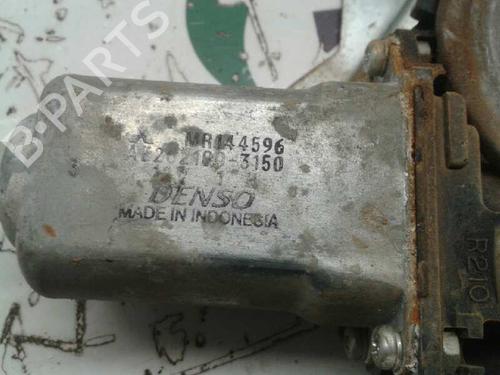 B-PARTS
MR144596
DENSO
MADE IN INDONESIA
R210